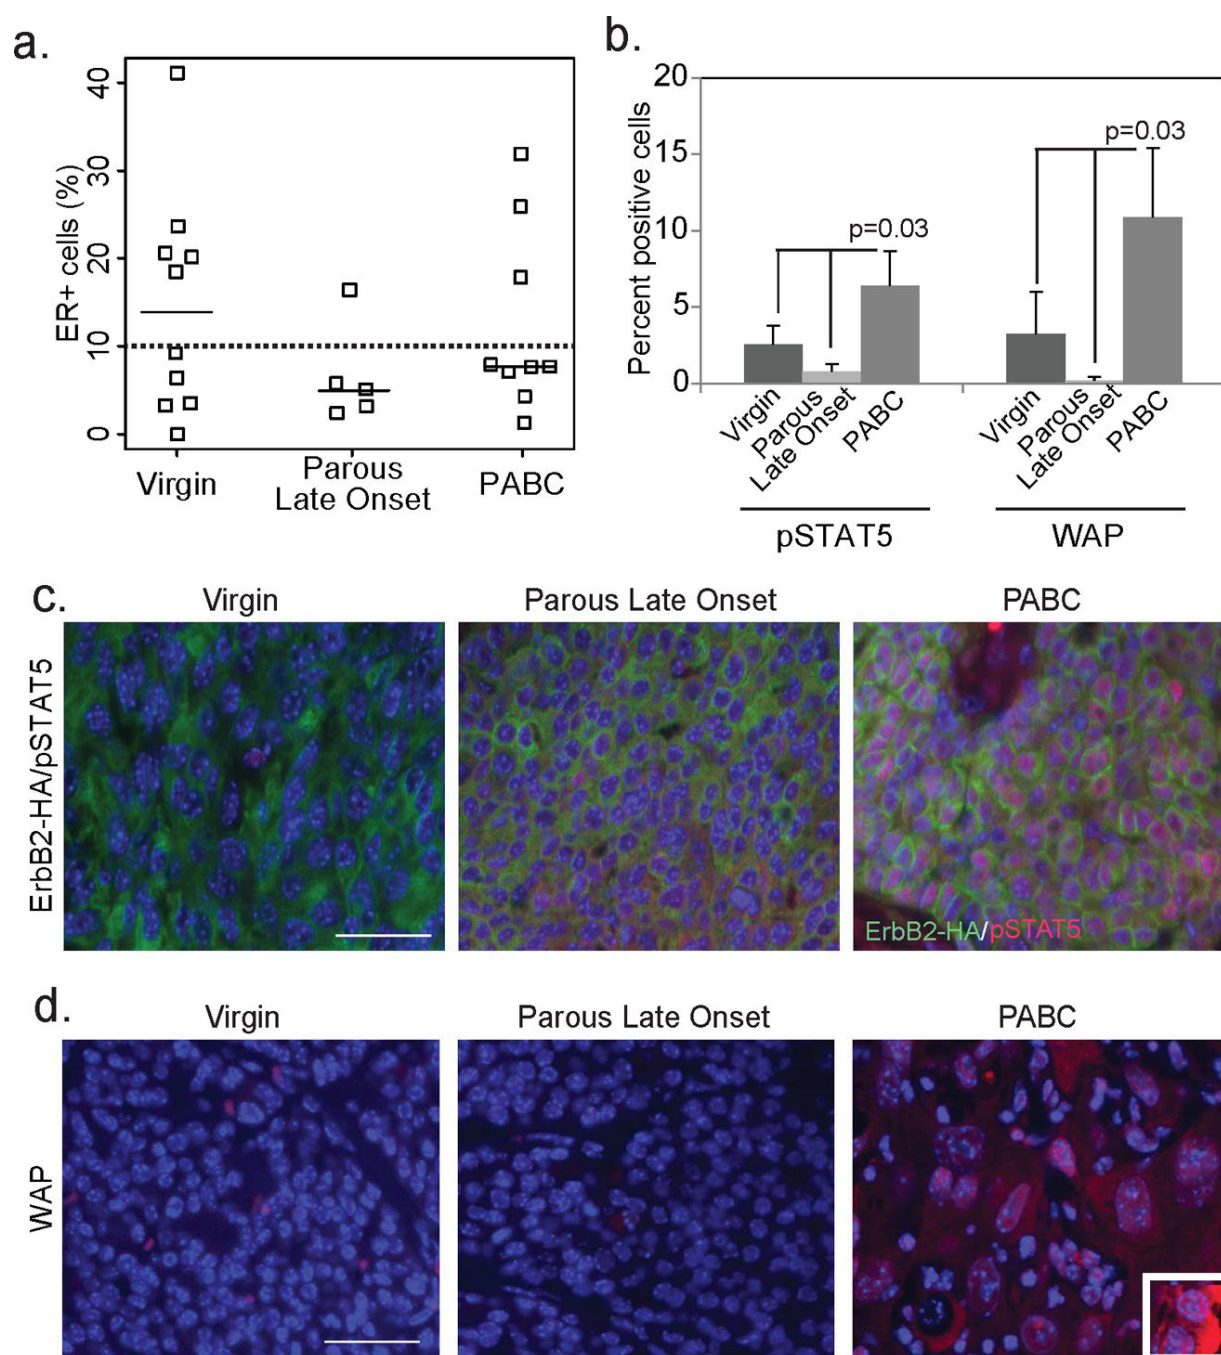 a.
ER+ cells (%)
40
30
20
10
0
Virgin
Parous
Late Onset
PABC
b.
Percent positive cells
20
15
10
5
0
p=0.03
p=0.03
Virgin
Parous
Late Onset
PABC
Virgin
Parous
Late Onset
PABC
pSTAT5
WAP
c.
Virgin
Parous Late Onset
PABC
ErbB2-HA/pSTAT5
ErbB2-HA/pSTAT5
d.
Virgin
Parous Late Onset
PABC
WAP